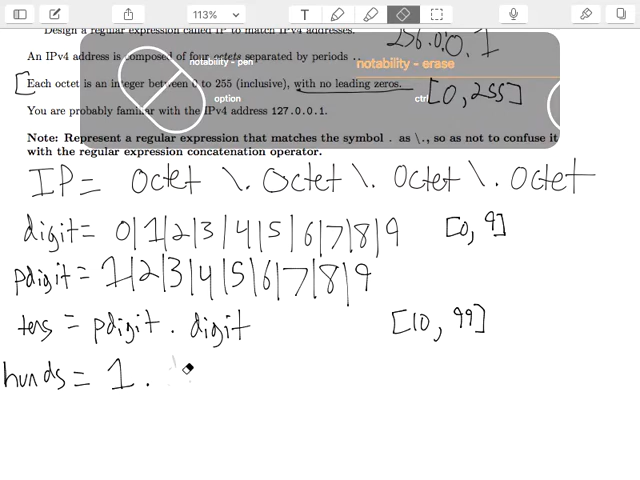 113%
Design a regular expression called IP to match IPv4 addresses.
256.0.0.1
An IPv4 address is composed of four octets separated by periods .
notability - pen
notability - erase
Each octet is an integer between 0 to 255 (inclusive), with no leading zeros. [0,255]
option
ctrl
You are probably familiar with the IPv4 address 127.0.0.1.
Note: Represent a regular expression that matches the symbol . as \., so as not to confuse it
with the regular expression concatenation operator.
IP= Octet \. Octet \. Octet \. Octet
digit= 0|1|2|3|4|5|6|7|8|9 [0,9]
pdigit= 1|2|3|4|5|6|7|8|9
tens = pdigit . digit [10,99]
hunds = 1 .